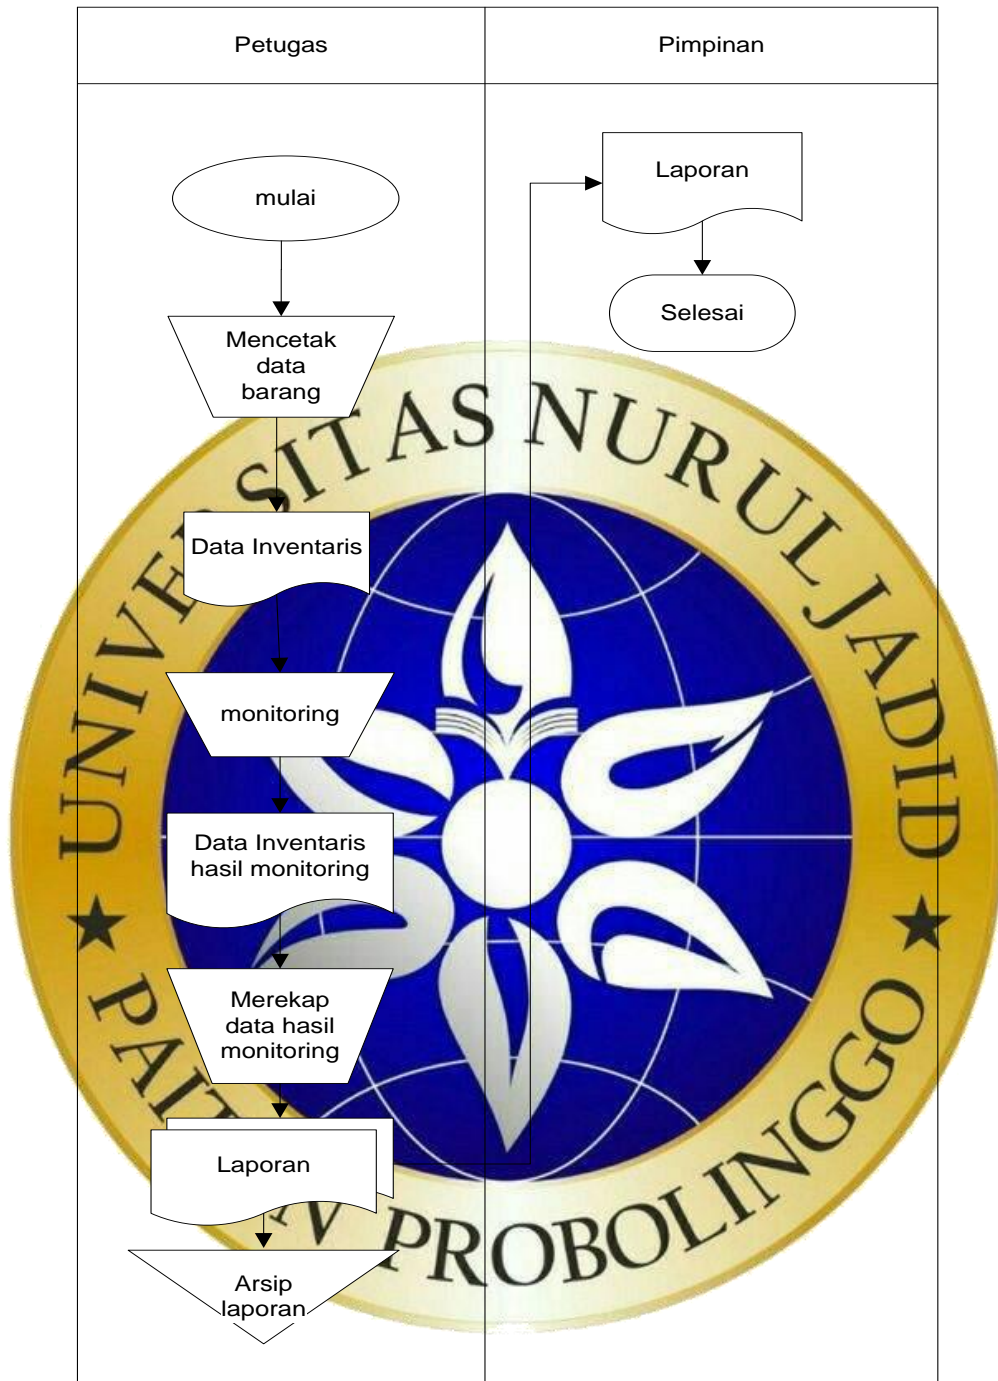 Petugas
Pimpinan
mulai
Mencetak
data
barang
Data Inventaris
monitoring
Data Inventaris
hasil monitoring
Merekap
data hasil
monitoring
Laporan
Arsip
laporan
Laporan
Selesai
UNIVERSITAS NURUL JADID
PAITON PROBOLINGGO